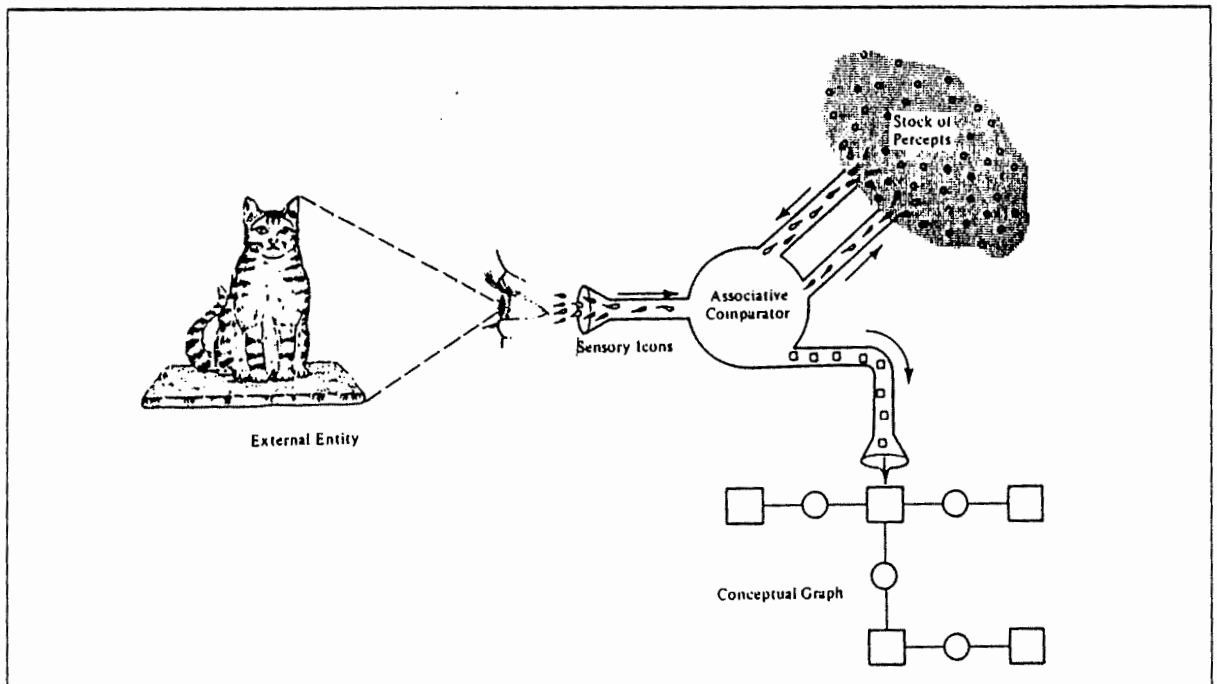 Stock of
Percepts
Associative
Comparator
Sensory Icons
External Entity
Conceptual Graph